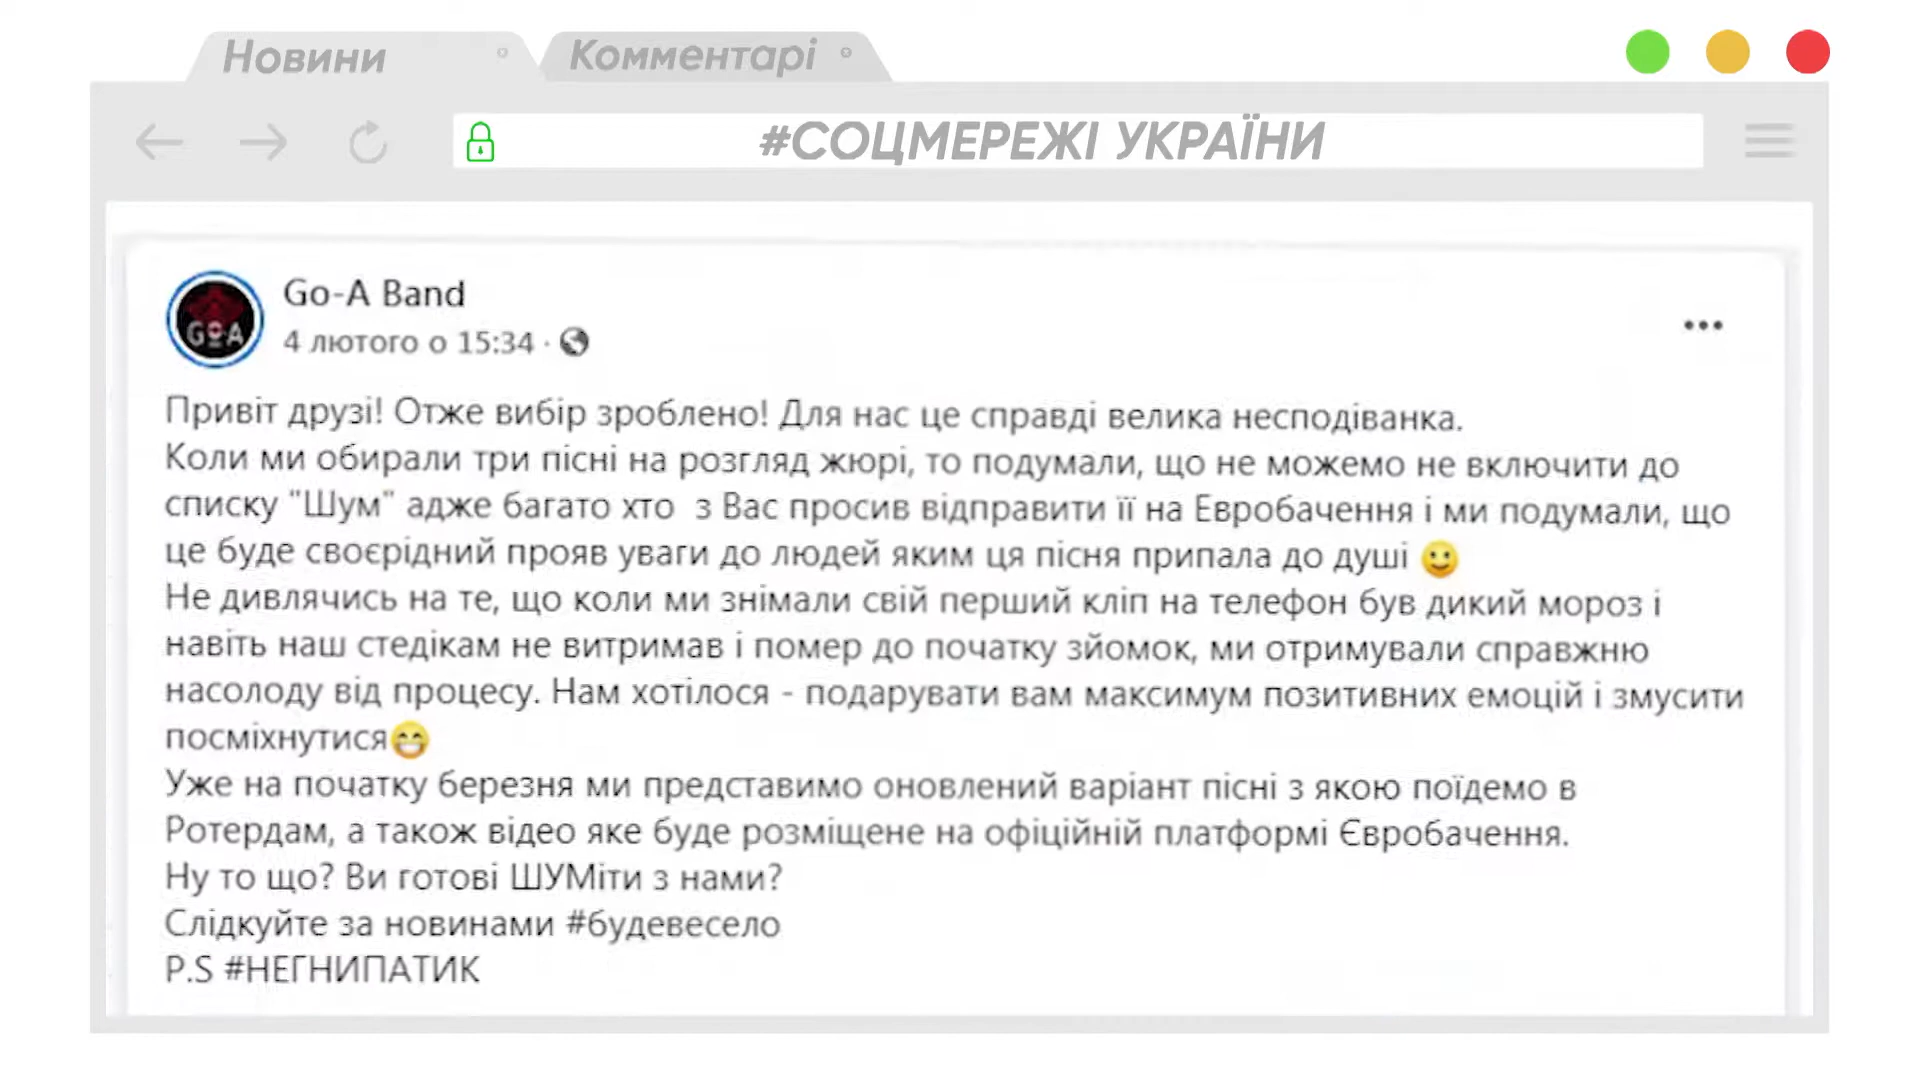 Новини
Комментарі
#СОЦМЕРЕЖІ УКРАЇНИ
Go-A Band
GO-A
4 лютого о 15:34 ·
Привіт друзі! Отже вибір зроблено! Для нас це справді велика несподіванка.
Коли ми обирали три пісні на розгляд жюрі, то подумали, що не можемо не включити до
списку "Шум" адже багато хто з Вас просив відправити її на Евробачення і ми подумали, що
це буде своєрідний прояв уваги до людей яким ця пісня припала до душі 🙂
Не дивлячись на те, що коли ми знімали свій перший кліп на телефон був дикий мороз і
навіть наш стедікам не витримав і помер до початку зйомок, ми отримували справжню
насолоду від процесу. Нам хотілося - подарувати вам максимум позитивних емоцій і змусити
посміхнутися😁
Уже на початку березня ми представимо оновлений варіант пісні з якою поїдемо в
Ротердам, а також відео яке буде розміщене на офіційній платформі Євробачення.
Ну то що? Ви готові ШУМіти з нами?
Слідкуйте за новинами #будевесело
P.S #НЕГНИПАТИК